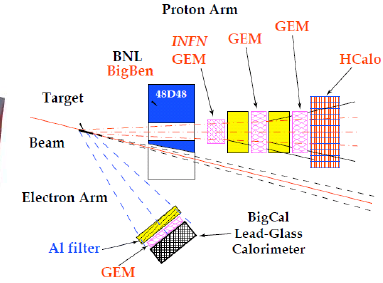 Proton Arm
GEM
GEM
INFN
GEM
HCalo
BNL
BigBen
48D48
Target
Beam
Electron Arm
BigCal
Lead-Glass
Calorimeter
Al filter
GEM